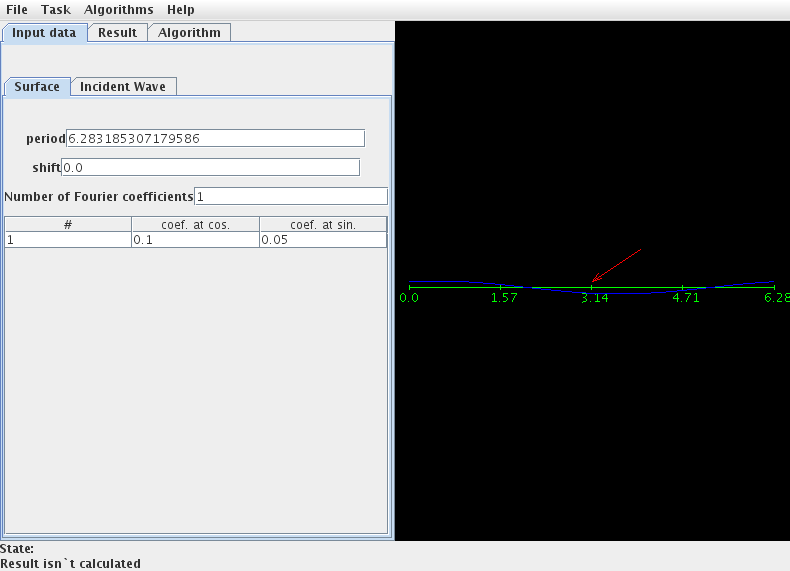 File Task Algorithms Help
Input data Result Algorithm
Surface Incident Wave
period 6.283185307179586
shift 0.0
Number of Fourier coefficients 1
# coef. at cos. coef. at sin.
1 0.1 0.05
0.0 1.57 3.14 4.71 6.28
State:
Result isn`t calculated